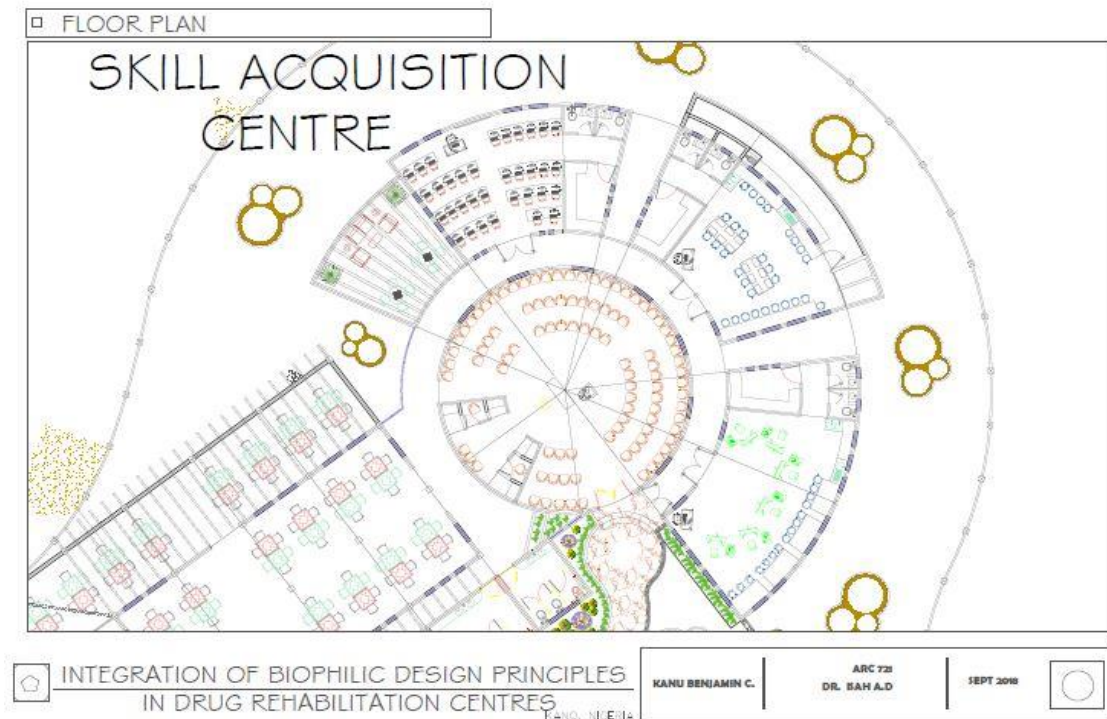 FLOOR PLAN
SKILL ACQUISITION
CENTRE
INTEGRATION OF BIOPHILIC DESIGN PRINCIPLES
IN DRUG REHABILITATION CENTRES
KANO, NIGERIA
KANU BENJAMIN C.
ARC 721
DR. BAH A.D
SEPT 2018